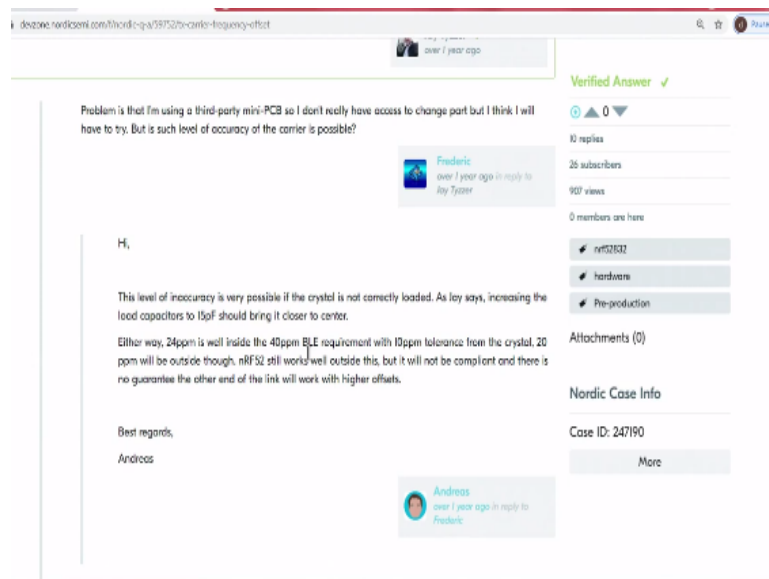 devzone.nordicsemi.com/f/nordic-q-a/59752/tx-carrier-frequency-offset
Pause
over 1 year ago
Verified Answer
0
10 replies
26 subscribers
907 views
0 members are here
nrf52832
hardware
Pre-production
Attachments (0)
Nordic Case Info
Case ID: 247190
More
Problem is that I'm using a third-party mini-PCB so I don't really have access to change part but I think I will
have to try. But is such level of accuracy of the carrier is possible?
Frederic
over 1 year ago in reply to
Jay Tyzzer
Hi,
This level of inaccuracy is very possible if the crystal is not correctly loaded. As Jay says, increasing the
load capacitors to 15pF should bring it closer to center.
Either way, 24ppm is well inside the 40ppm BLE requirement with 10ppm tolerance from the crystal, 20
ppm will be outside though. nRF52 still works well outside this, but it will not be compliant and there is
no guarantee the other end of the link will work with higher offsets.
Best regards,
Andreas
Andreas
over 1 year ago in reply to
Frederic